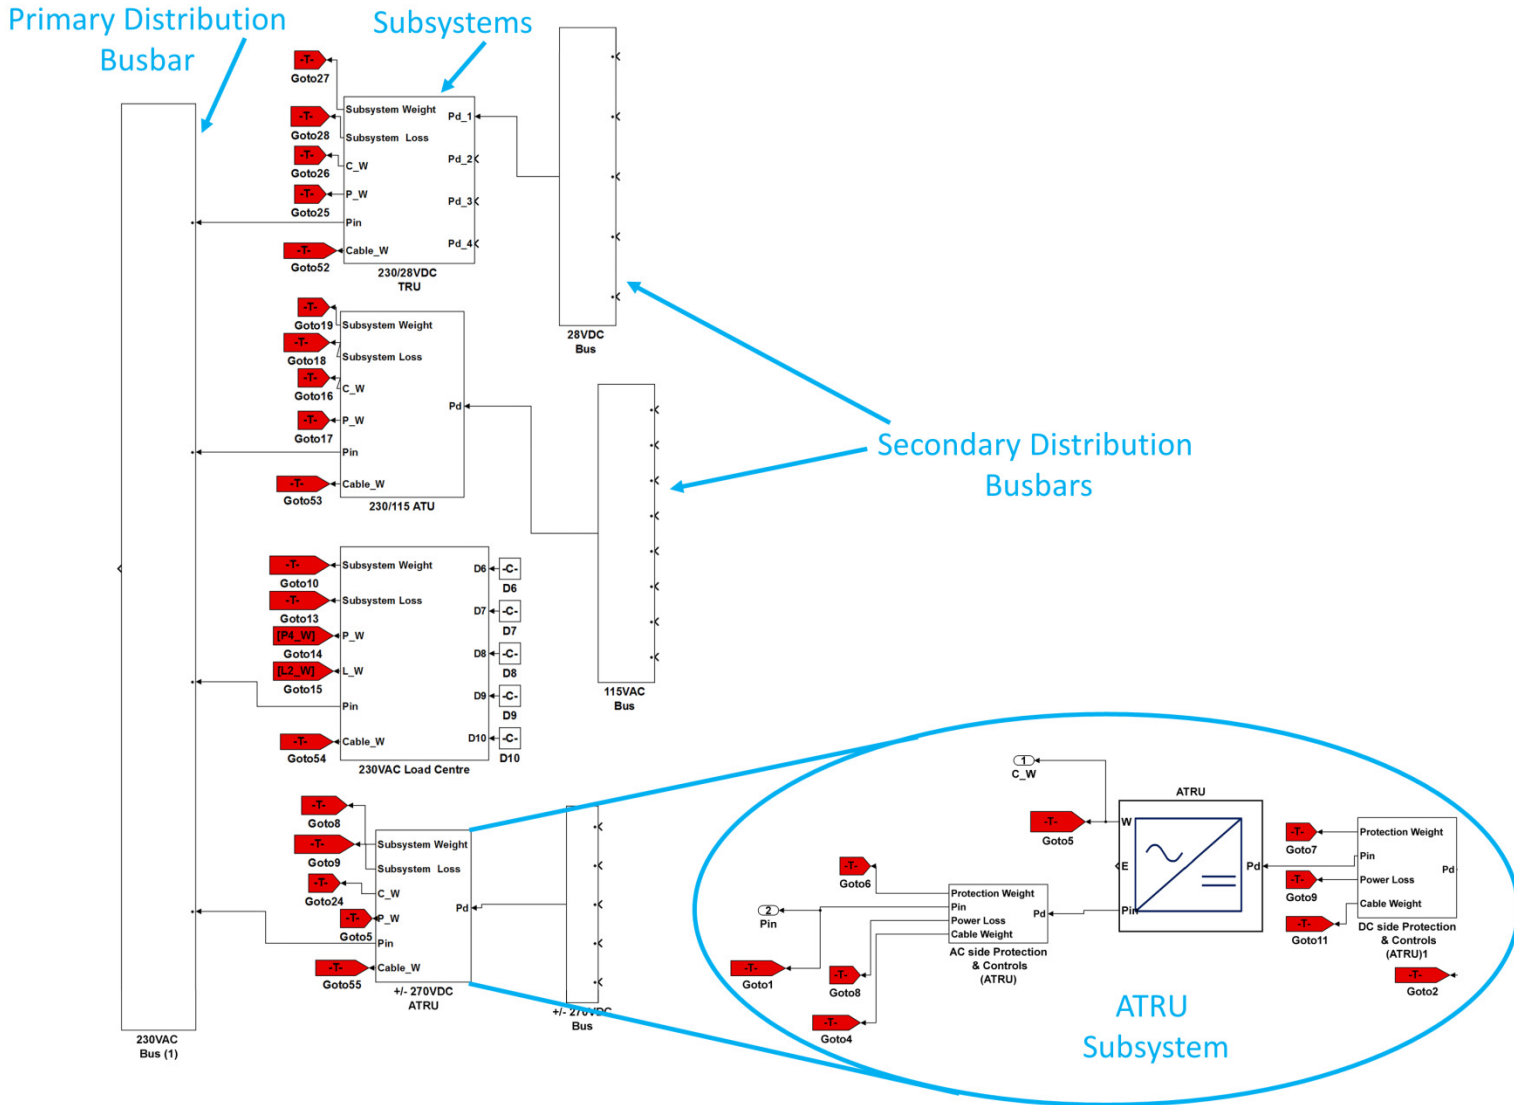 Primary Distribution
Busbar
Subsystems
-T-
Goto27
-T-
Goto28
-T-
Goto26
-T-
Goto25
-T-
Goto52
Subsystem Weight
Subsystem Loss
C_W
P_W
Pin
Cable_W
Pd_1
Pd_2
Pd_3
Pd_4
230/28VDC
TRU
28VDC
Bus
-T-
Goto19
-T-
Goto18
-T-
Goto16
-T-
Goto17
-T-
Goto53
Subsystem Weight
Subsystem Loss
C_W
P_W
Pin
Cable_W
Pd
230/115 ATU
115VAC
Bus
Secondary Distribution
Busbars
-T-
Goto10
-T-
Goto13
[P4_W]
Goto14
[L2_W]
Goto15
-T-
Goto54
Subsystem Weight
Subsystem Loss
P_W
L_W
Pin
Cable_W
D6
D7
D8
D9
D10
-C-
D6
-C-
D7
-C-
D8
-C-
D9
-C-
D10
230VAC Load Centre
-T-
Goto8
-T-
Goto9
-T-
Goto24
-T-
Goto5
-T-
Goto55
Subsystem Weight
Subsystem Loss
C_W
P_W
Pin
Cable_W
Pd
+/- 270VDC
ATRU
+/- 270VDC
Bus
230VAC
Bus (1)
1
C_W
-T-
Goto5
ATRU
W
E
Pin
Pd
-T-
Goto7
-T-
Goto9
-T-
Goto11
Protection Weight
Pin
Power Loss
Cable Weight
Pd
DC side Protection
& Controls
(ATRU)1
-T-
Goto2
-T-
Goto6
2
Pin
-T-
Goto1
-T-
Goto8
-T-
Goto4
Protection Weight
Pin
Power Loss
Cable Weight
Pd
AC side Protection
& Controls
(ATRU)
ATRU
Subsystem